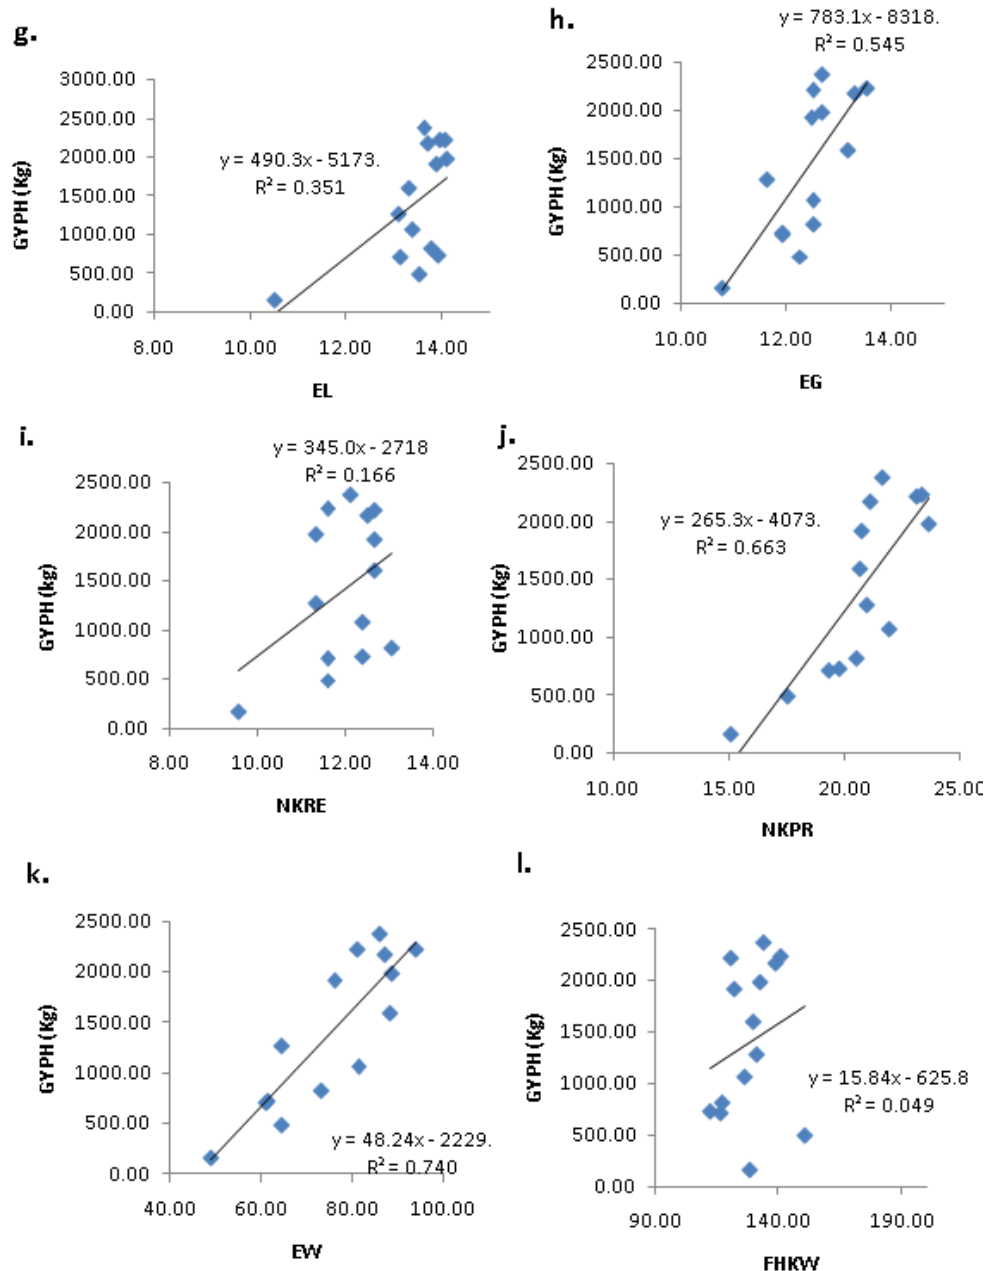 g.
y = 490.3x - 5173.
R² = 0.351
GYPH (Kg)
3000.00
2500.00
2000.00
1500.00
1000.00
500.00
0.00
8.00 10.00 12.00 14.00
EL
h.
y = 783.1x - 8318.
R² = 0.545
GYPH (Kg)
2500.00
2000.00
1500.00
1000.00
500.00
0.00
10.00 12.00 14.00
EG
i.
y = 345.0x - 2718
R² = 0.166
GYPH (kg)
2500.00
2000.00
1500.00
1000.00
500.00
0.00
8.00 10.00 12.00 14.00
NKRE
j.
y = 265.3x - 4073.
R² = 0.663
GYPH (Kg)
2500.00
2000.00
1500.00
1000.00
500.00
0.00
10.00 15.00 20.00 25.00
NKPR
k.
GYPH (Kg)
2500.00
2000.00
1500.00
1000.00
500.00
0.00
y = 48.24x - 2229.
R² = 0.740
40.00 60.00 80.00 100.00
EW
l.
GYPH (Kg)
2500.00
2000.00
1500.00
1000.00
500.00
0.00
y = 15.84x - 625.8
R² = 0.049
90.00 140.00 190.00
FHKW